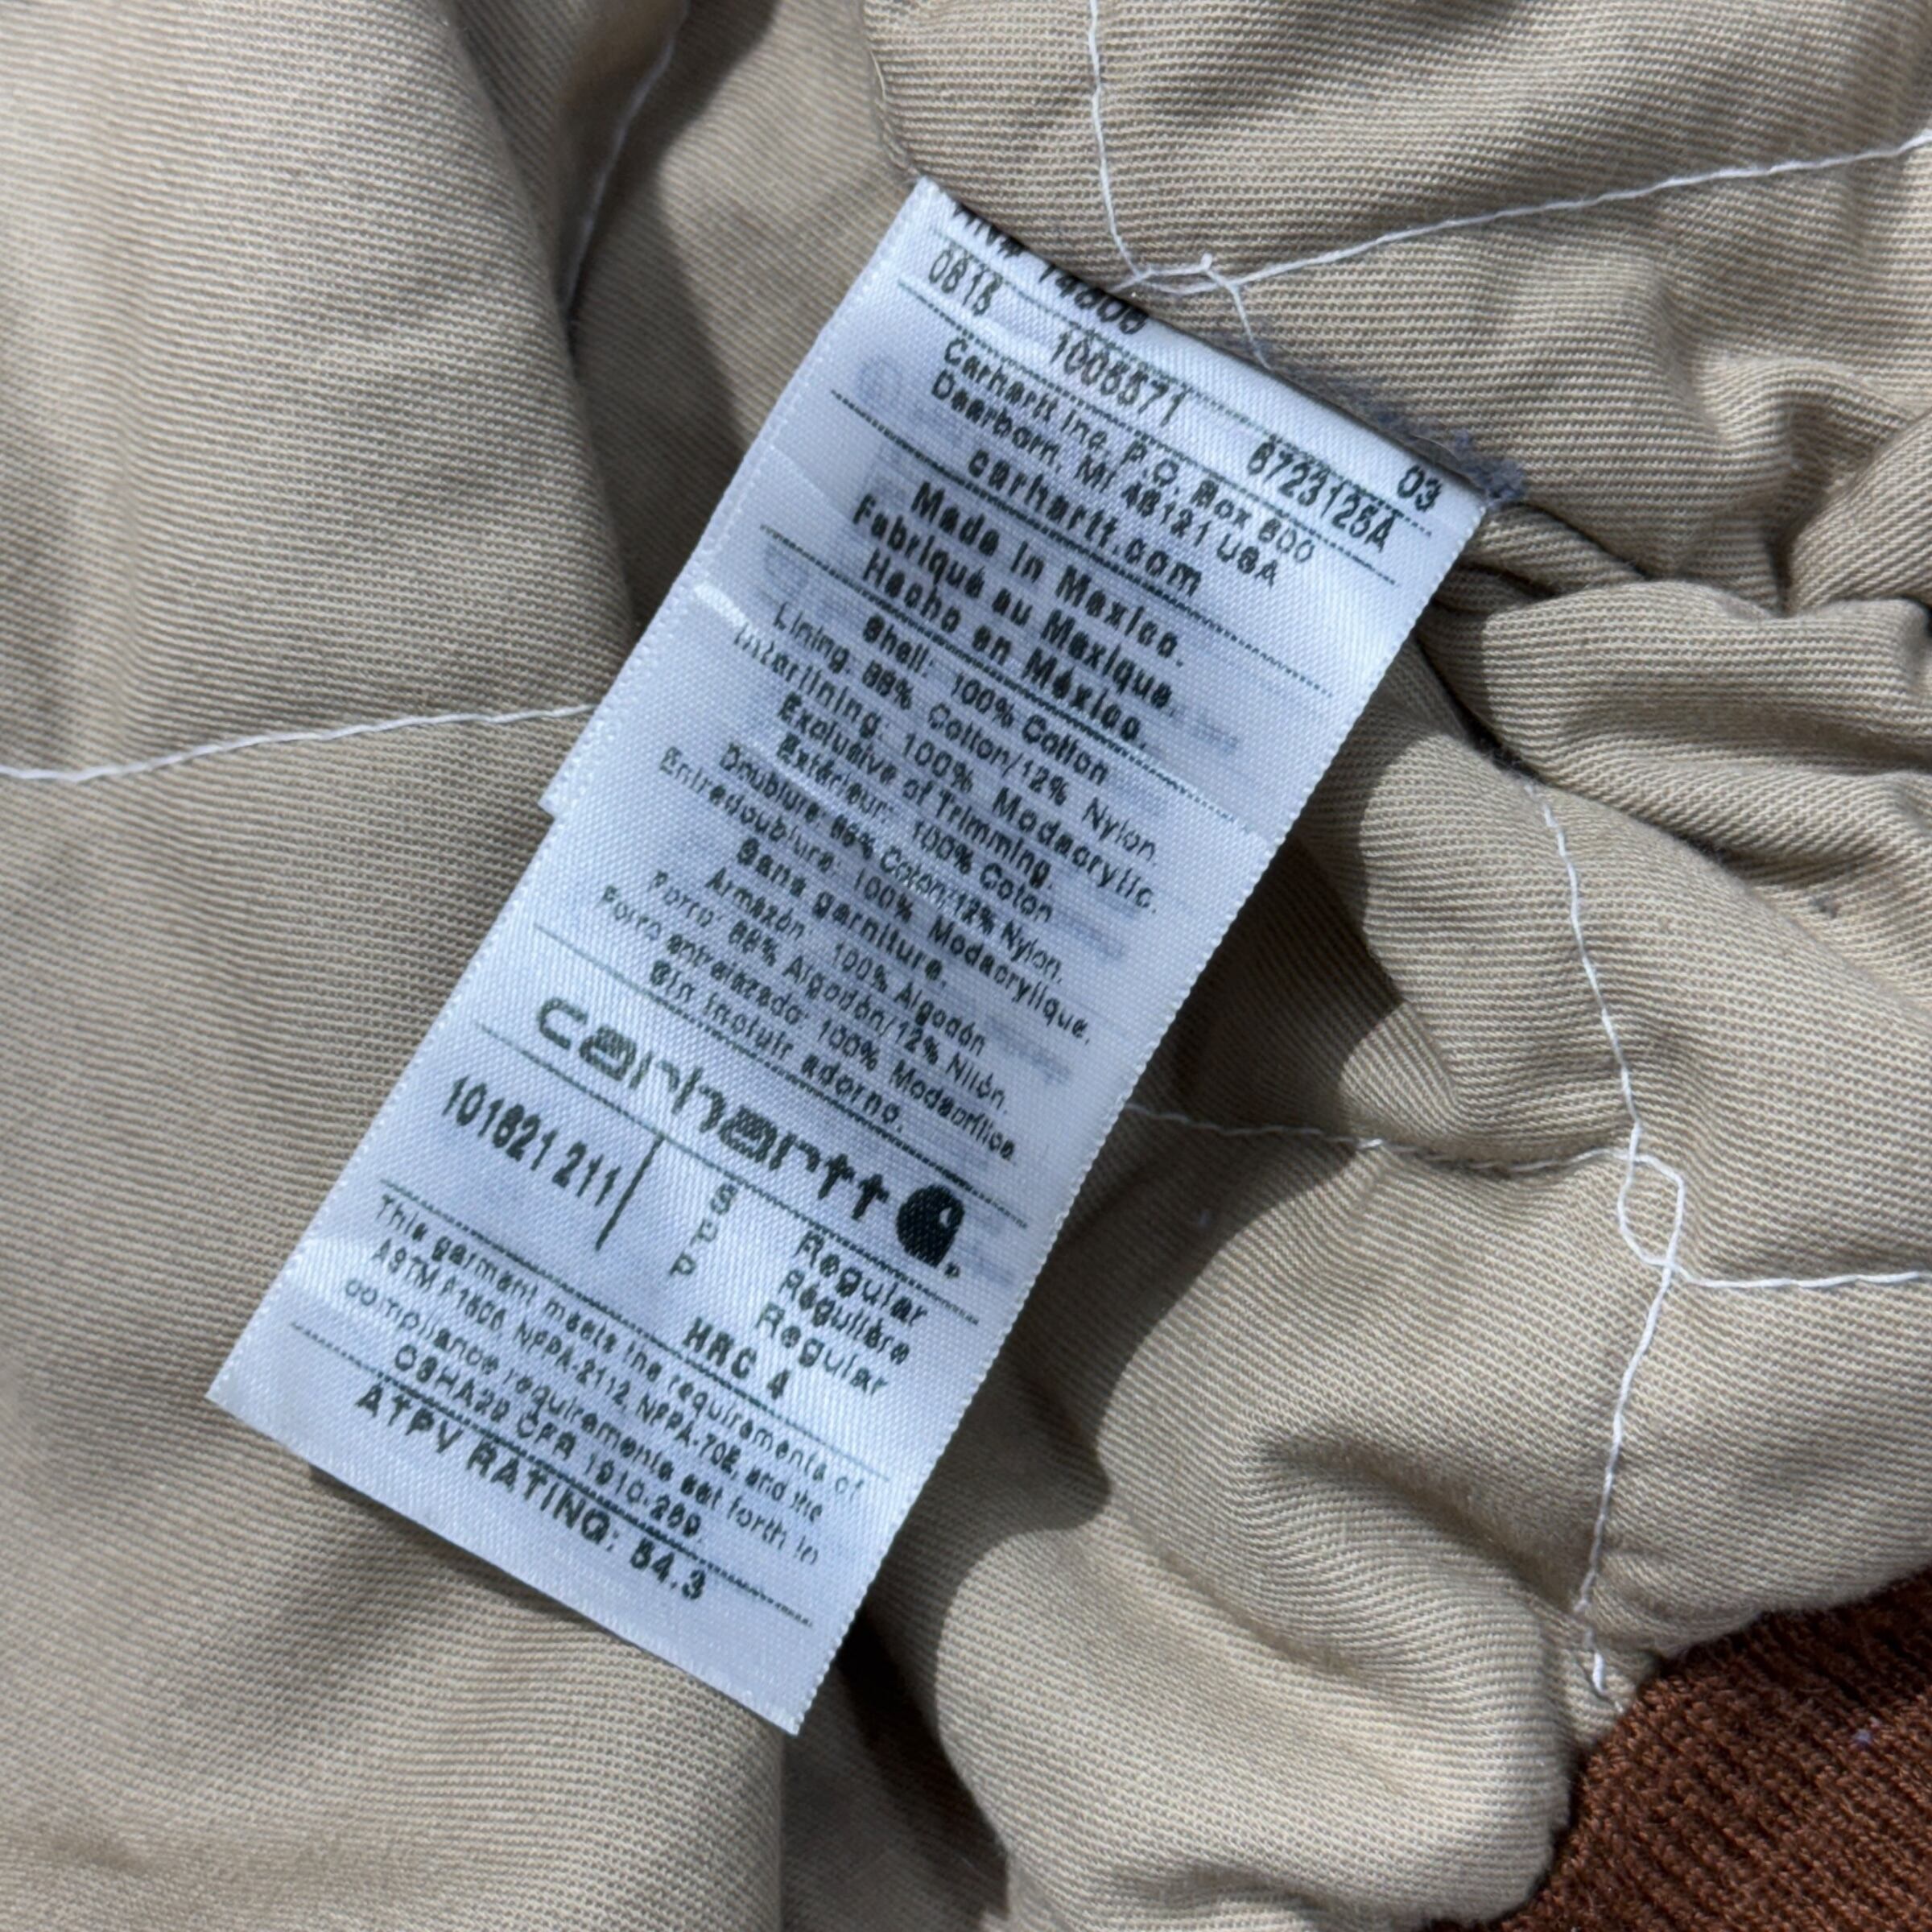 0615 1005571 6723125A 03
Carhartt Inc. P.O. Box 600
Dearborn, MI 48121 USA
carhartt.com
Made in Mexico.
Fabriqué au Mexique.
Hecho en México.
Shell: 100% Cotton
Lining: 88% Cotton/12% Nylon
Interlining: 100% Modacrylic.
Exclusive of Trimming.
Extérieur: 100% Coton
Doublure 88% Coton/12% Nylon.
Entredoublure: 100% Modacrylique.
Sans garniture.
Armazón: 100% Algodón
Forro: 88% Algodón/12% Nilón.
Forro entrelazado: 100% Modacrílico.
Sin incluir adorno.
carhartt
101621 211 S Regular
P Régulière
P Regular
HRC 4
This garment meets the requirements of
ASTM F1506, NFPA-2112, NFPA-70E, and the
compliance requirements set forth in
OSHA29 CFR 1910.269.
ATPV RATING: 54.3